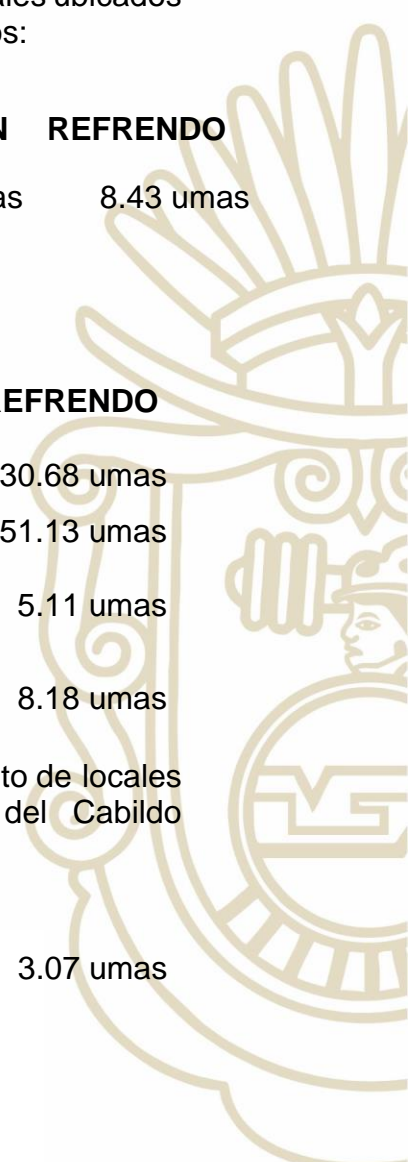 ales ubicados
os:
N REFRENDO
as 8.43 umas
REFRENDO
30.68 umas
51.13 umas
5.11 umas
8.18 umas
to de locales
del Cabildo
3.07 umas